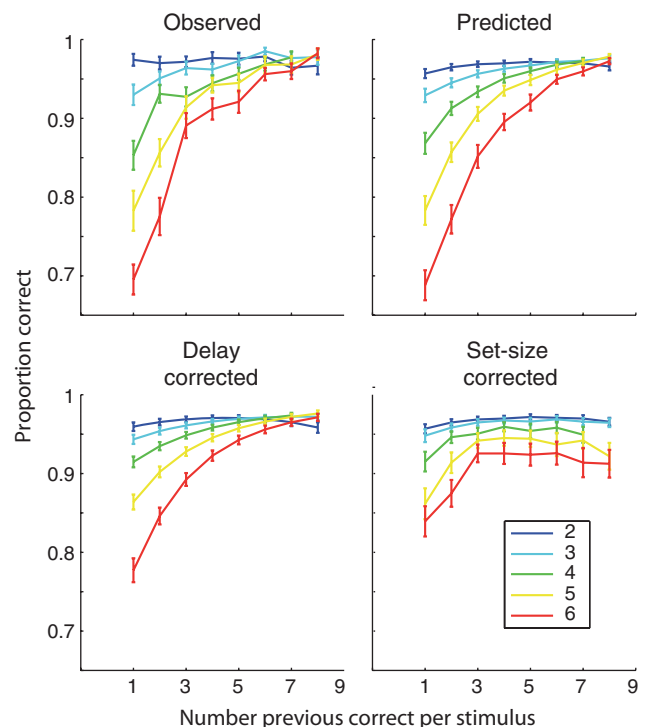 Observed
Predicted
1
0.9
0.8
0.7
Delay
corrected
Set-size
corrected
1
0.9
0.8
0.7
2
3
4
5
6
1 3 5 7 9
1 3 5 7 9
Proportion correct
Number previous correct per stimulus